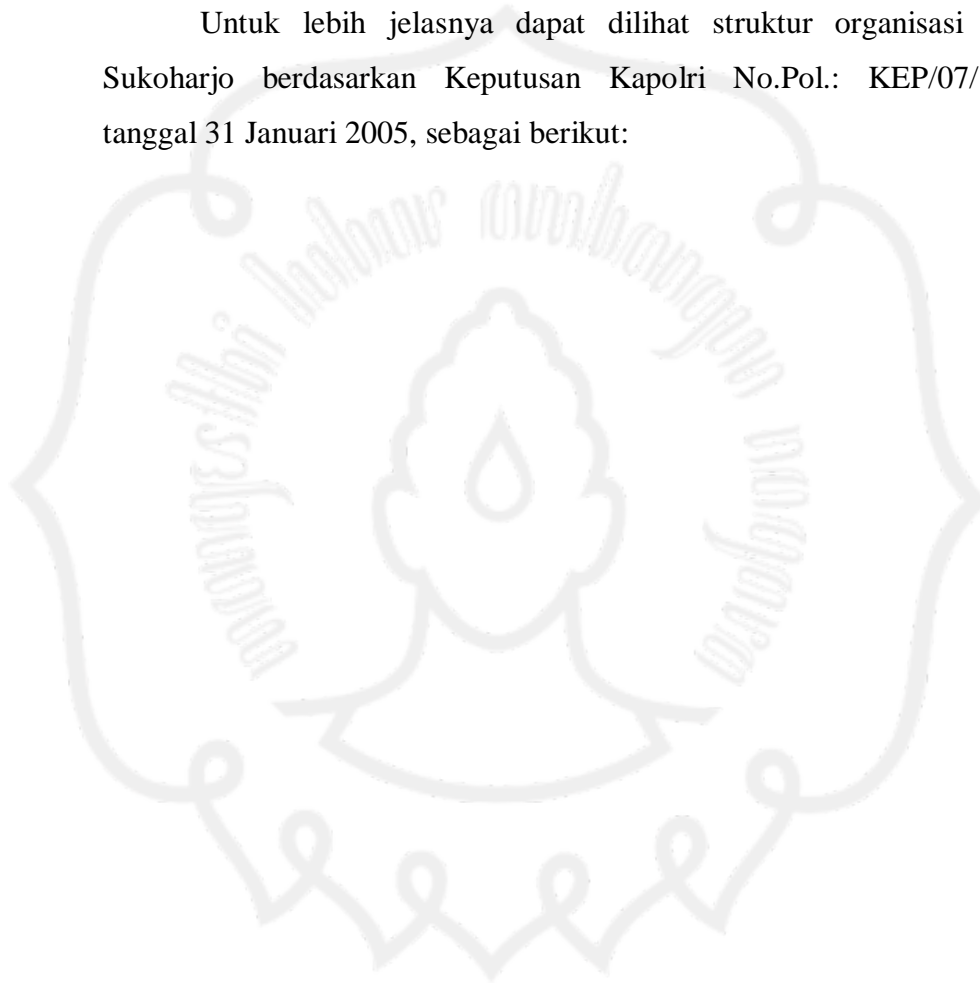 Untuk lebih jelasnya dapat dilihat struktur organisasi
Sukoharjo berdasarkan Keputusan Kapolri No.Pol.: KEP/07/
tanggal 31 Januari 2005, sebagai berikut: